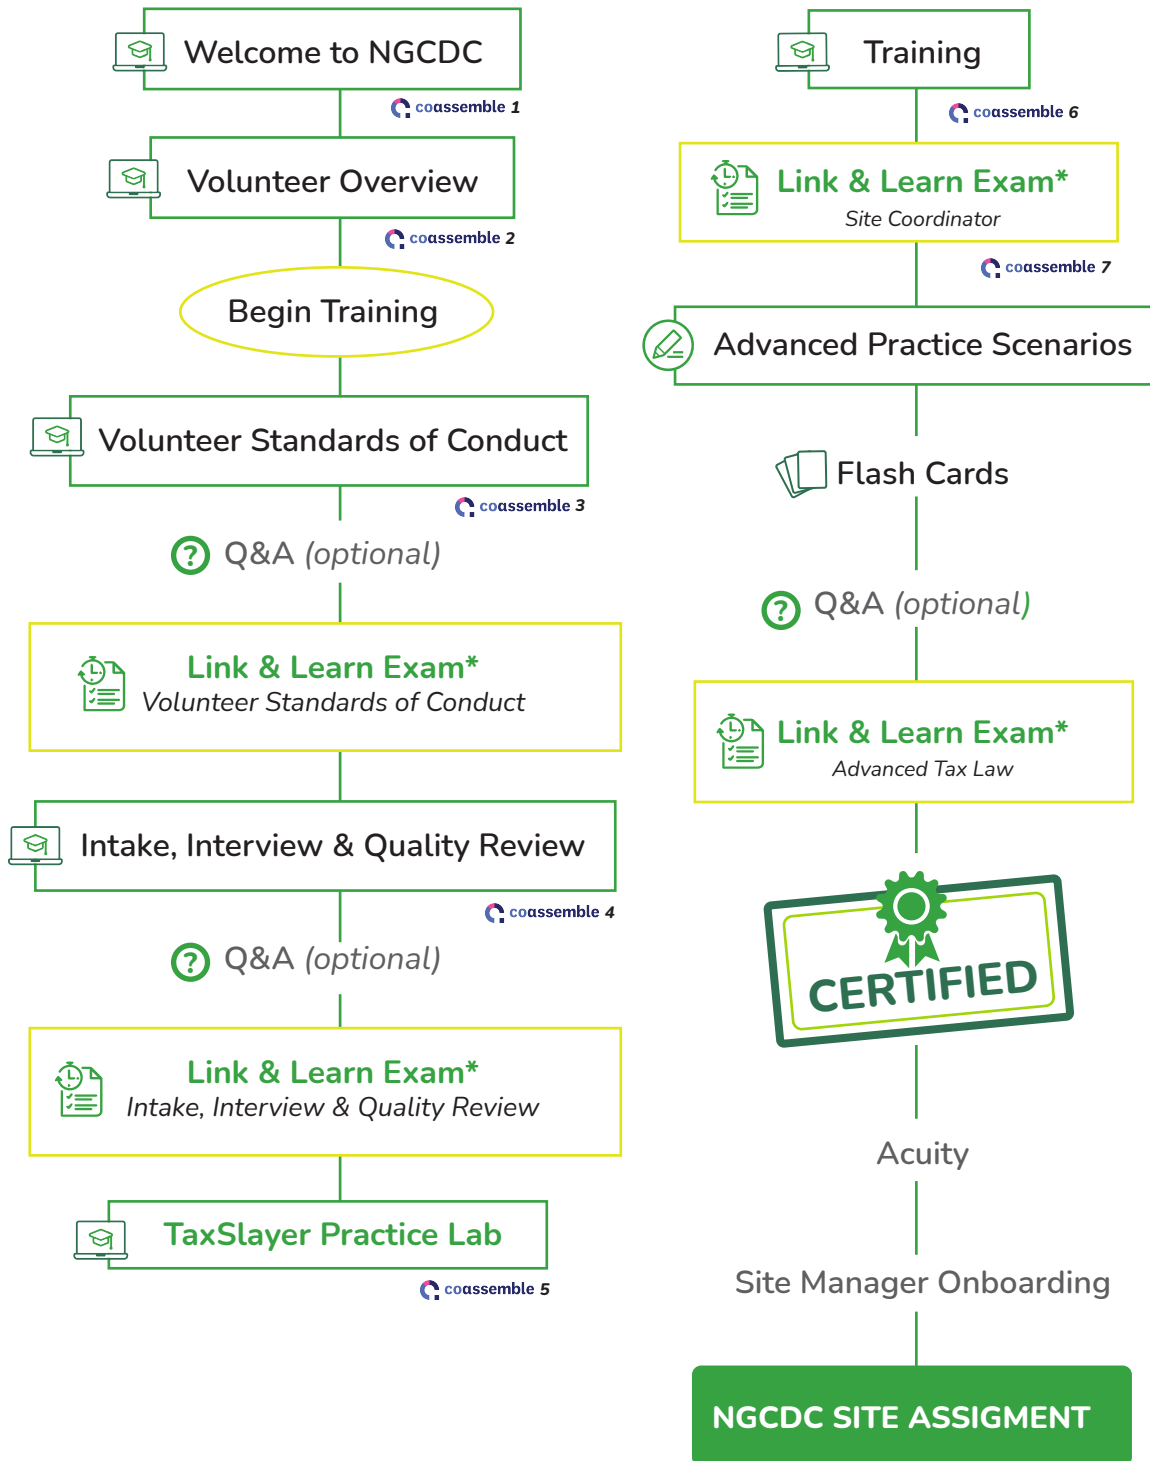 Welcome to NGCDC
coassemble 1
Volunteer Overview
coassemble 2
Begin Training
Volunteer Standards of Conduct
coassemble 3
Q&A (optional)
Link & Learn Exam*
Volunteer Standards of Conduct
Intake, Interview & Quality Review
coassemble 4
Q&A (optional)
Link & Learn Exam*
Intake, Interview & Quality Review
TaxSlayer Practice Lab
coassemble 5
Training
coassemble 6
Link & Learn Exam*
Site Coordinator
coassemble 7
Advanced Practice Scenarios
Flash Cards
Q&A (optional)
Link & Learn Exam*
Advanced Tax Law
CERTIFIED
Acuity
Site Manager Onboarding
NGCDC SITE ASSIGMENT